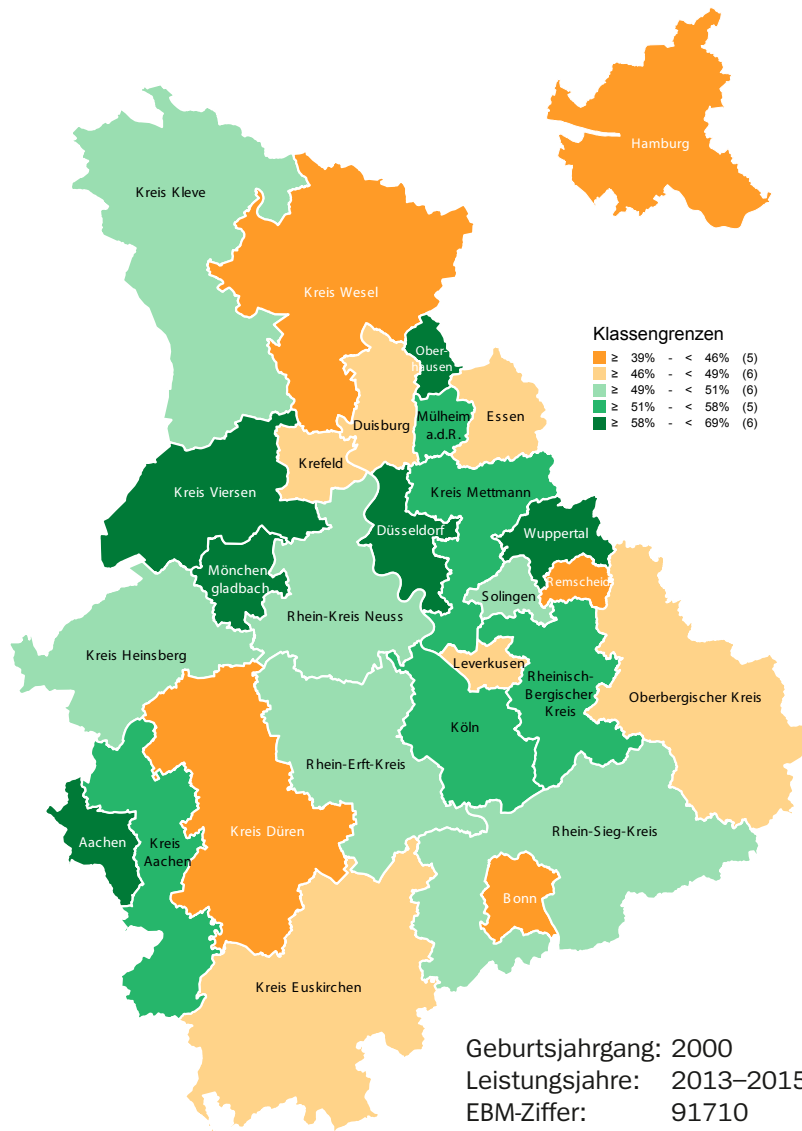 Hamburg
Kreis Kleve
Kreis Wesel
Klassengrenzen
≥ 39% - < 46% (5)
≥ 46% - < 49% (6)
≥ 49% - < 51% (6)
≥ 51% - < 58% (5)
≥ 58% - < 69% (6)
Ober-
hausen
Duisburg
Mülheim
a.d.R.
Essen
Krefeld
Kreis Viersen
Kreis Mettmann
Düsseldorf
Wuppertal
Mönchen
gladbach
Remscheid
Solingen
Rhein-Kreis Neuss
Kreis Heinsberg
Leverkusen
Rheinisch-
Bergischer
Kreis
Oberbergischer Kreis
Köln
Rhein-Erft-Kreis
Kreis Düren
Rhein-Sieg-Kreis
Aachen
Kreis
Aachen
Bonn
Kreis Euskirchen
Geburtsjahrgang: 2000
Leistungsjahre: 2013–2015
EBM-Ziffer: 91710